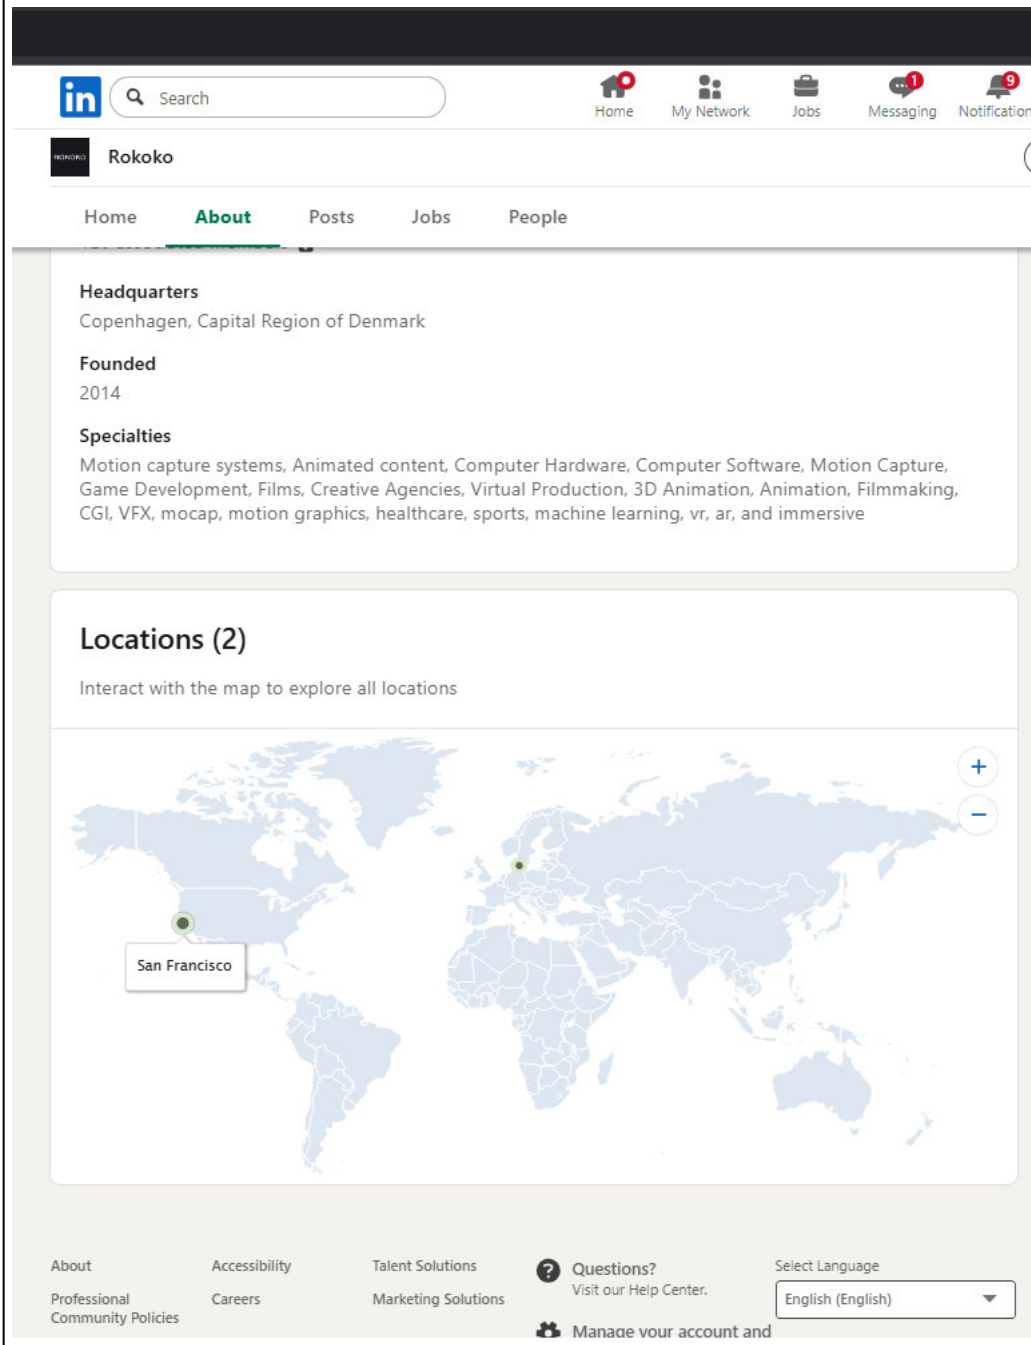 in
Search
Home
My Network
Jobs
1
Messaging
9
Notification
ROKOKO
Rokoko
Home
About
Posts
Jobs
People
Headquarters
Copenhagen, Capital Region of Denmark
Founded
2014
Specialties
Motion capture systems, Animated content, Computer Hardware, Computer Software, Motion Capture,
Game Development, Films, Creative Agencies, Virtual Production, 3D Animation, Animation, Filmmaking,
CGI, VFX, mocap, motion graphics, healthcare, sports, machine learning, vr, ar, and immersive
Locations (2)
Interact with the map to explore all locations
+
−
San Francisco
About
Accessibility
Talent Solutions
Questions?
Visit our Help Center.
Select Language
English (English)
Professional
Community Policies
Careers
Marketing Solutions
Manage your account and